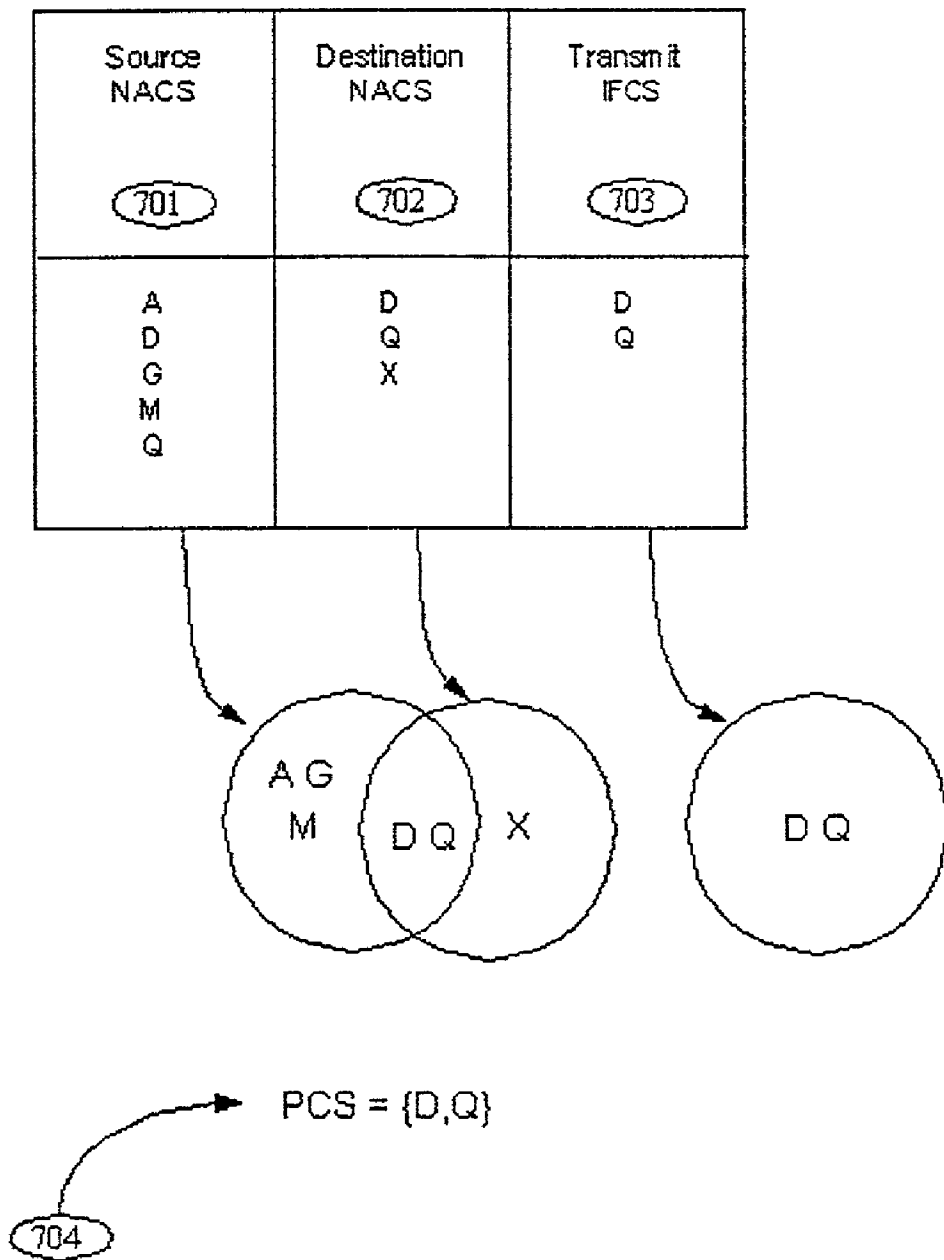 Source
NACS
701
Destination
NACS
702
Transmit
IFCS
703
A
D
G
M
Q
D
Q
X
D
Q
A G
M
D Q
X
D Q
PCS = {D,Q}
704